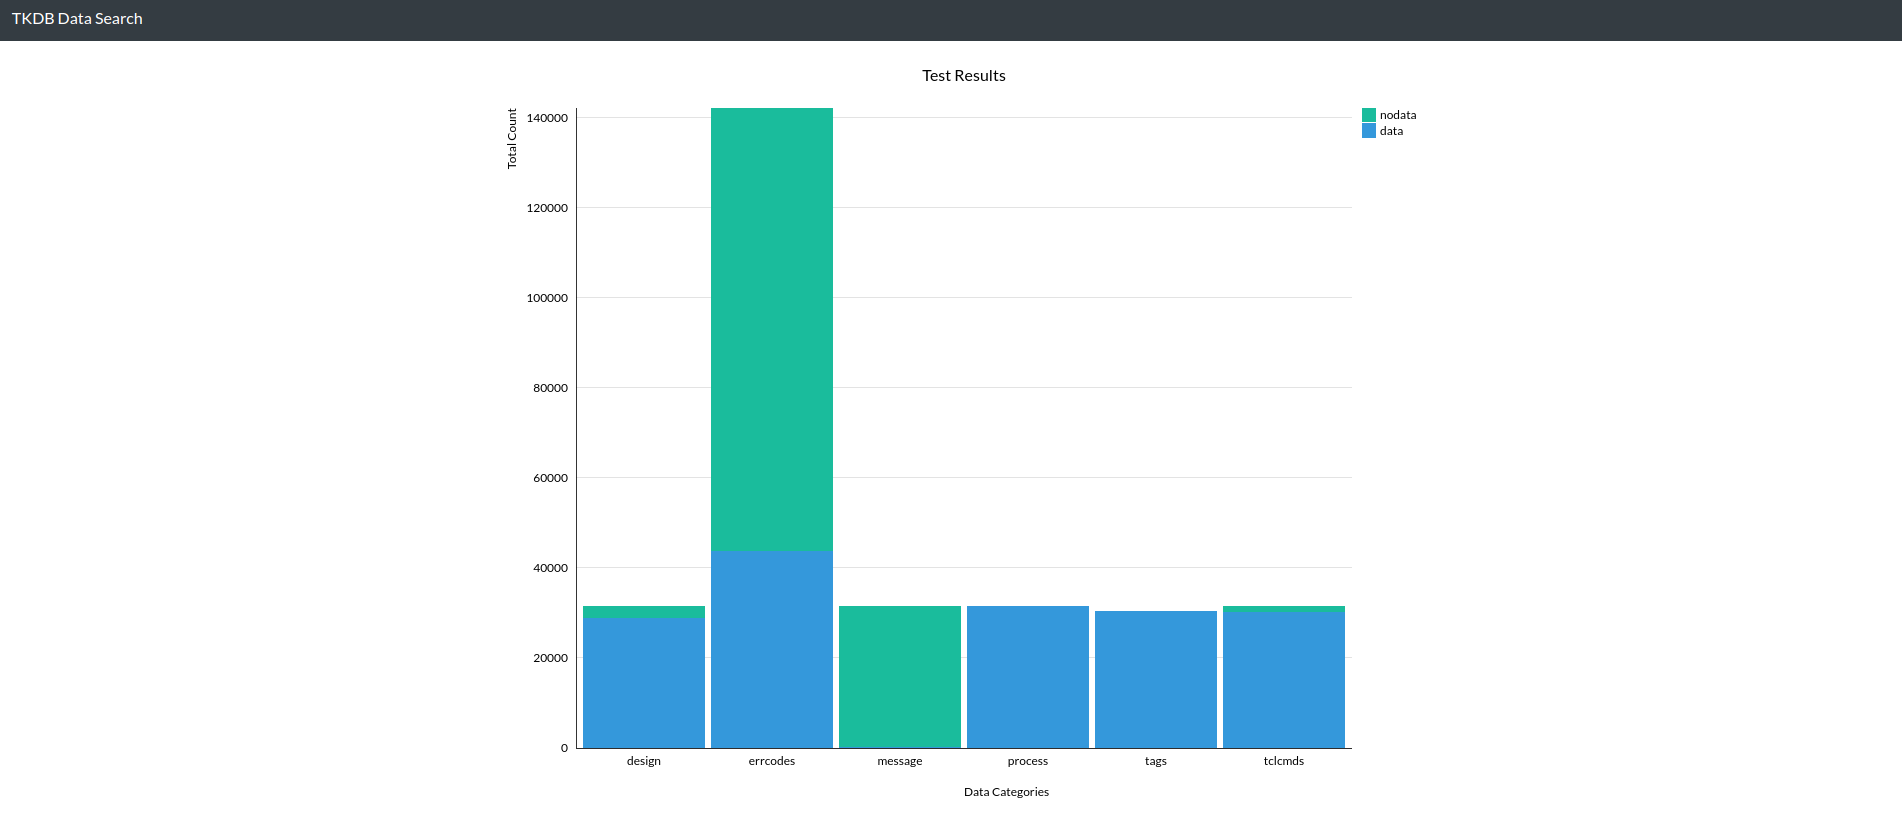 TKDB Data Search
Test Results
Total Count
140000
120000
100000
80000
60000
40000
20000
0
nodata
data
design errcodes message process tags tclcmds
Data Categories